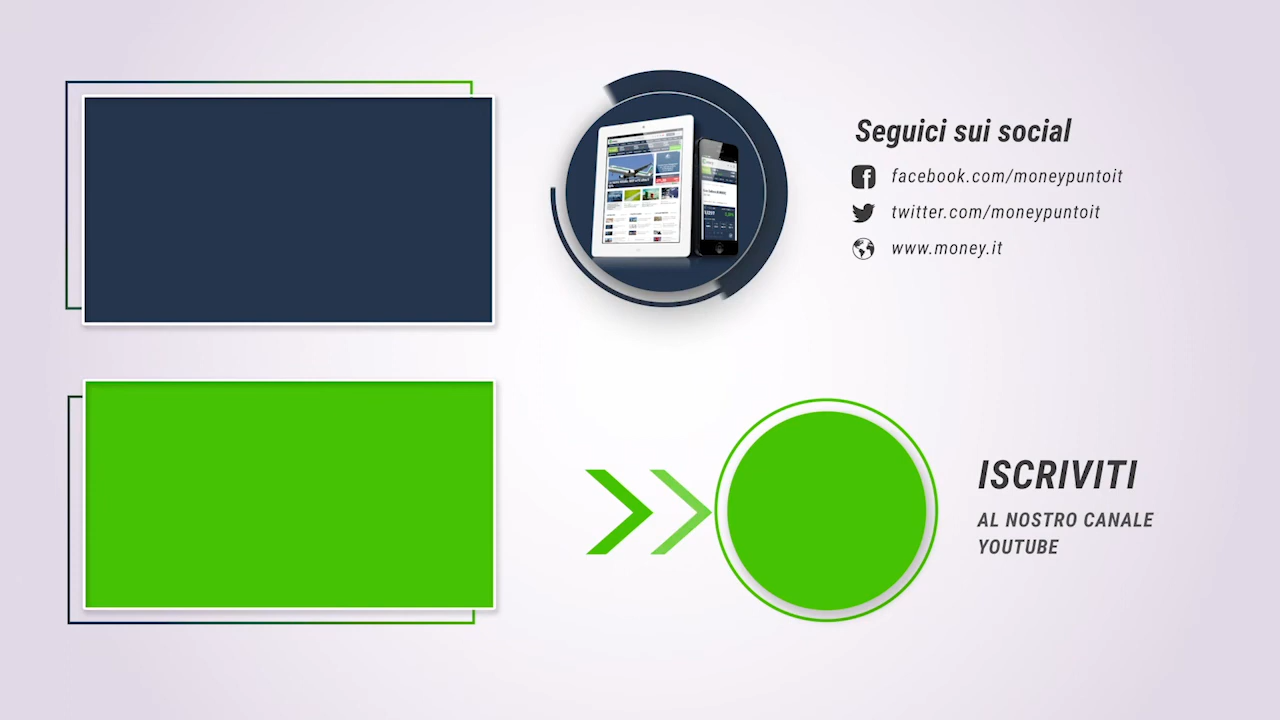 Seguici sui social
facebook.com/moneypuntoit
twitter.com/moneypuntoit
www.money.it
ISCRIVITI
AL NOSTRO CANALE
YOUTUBE